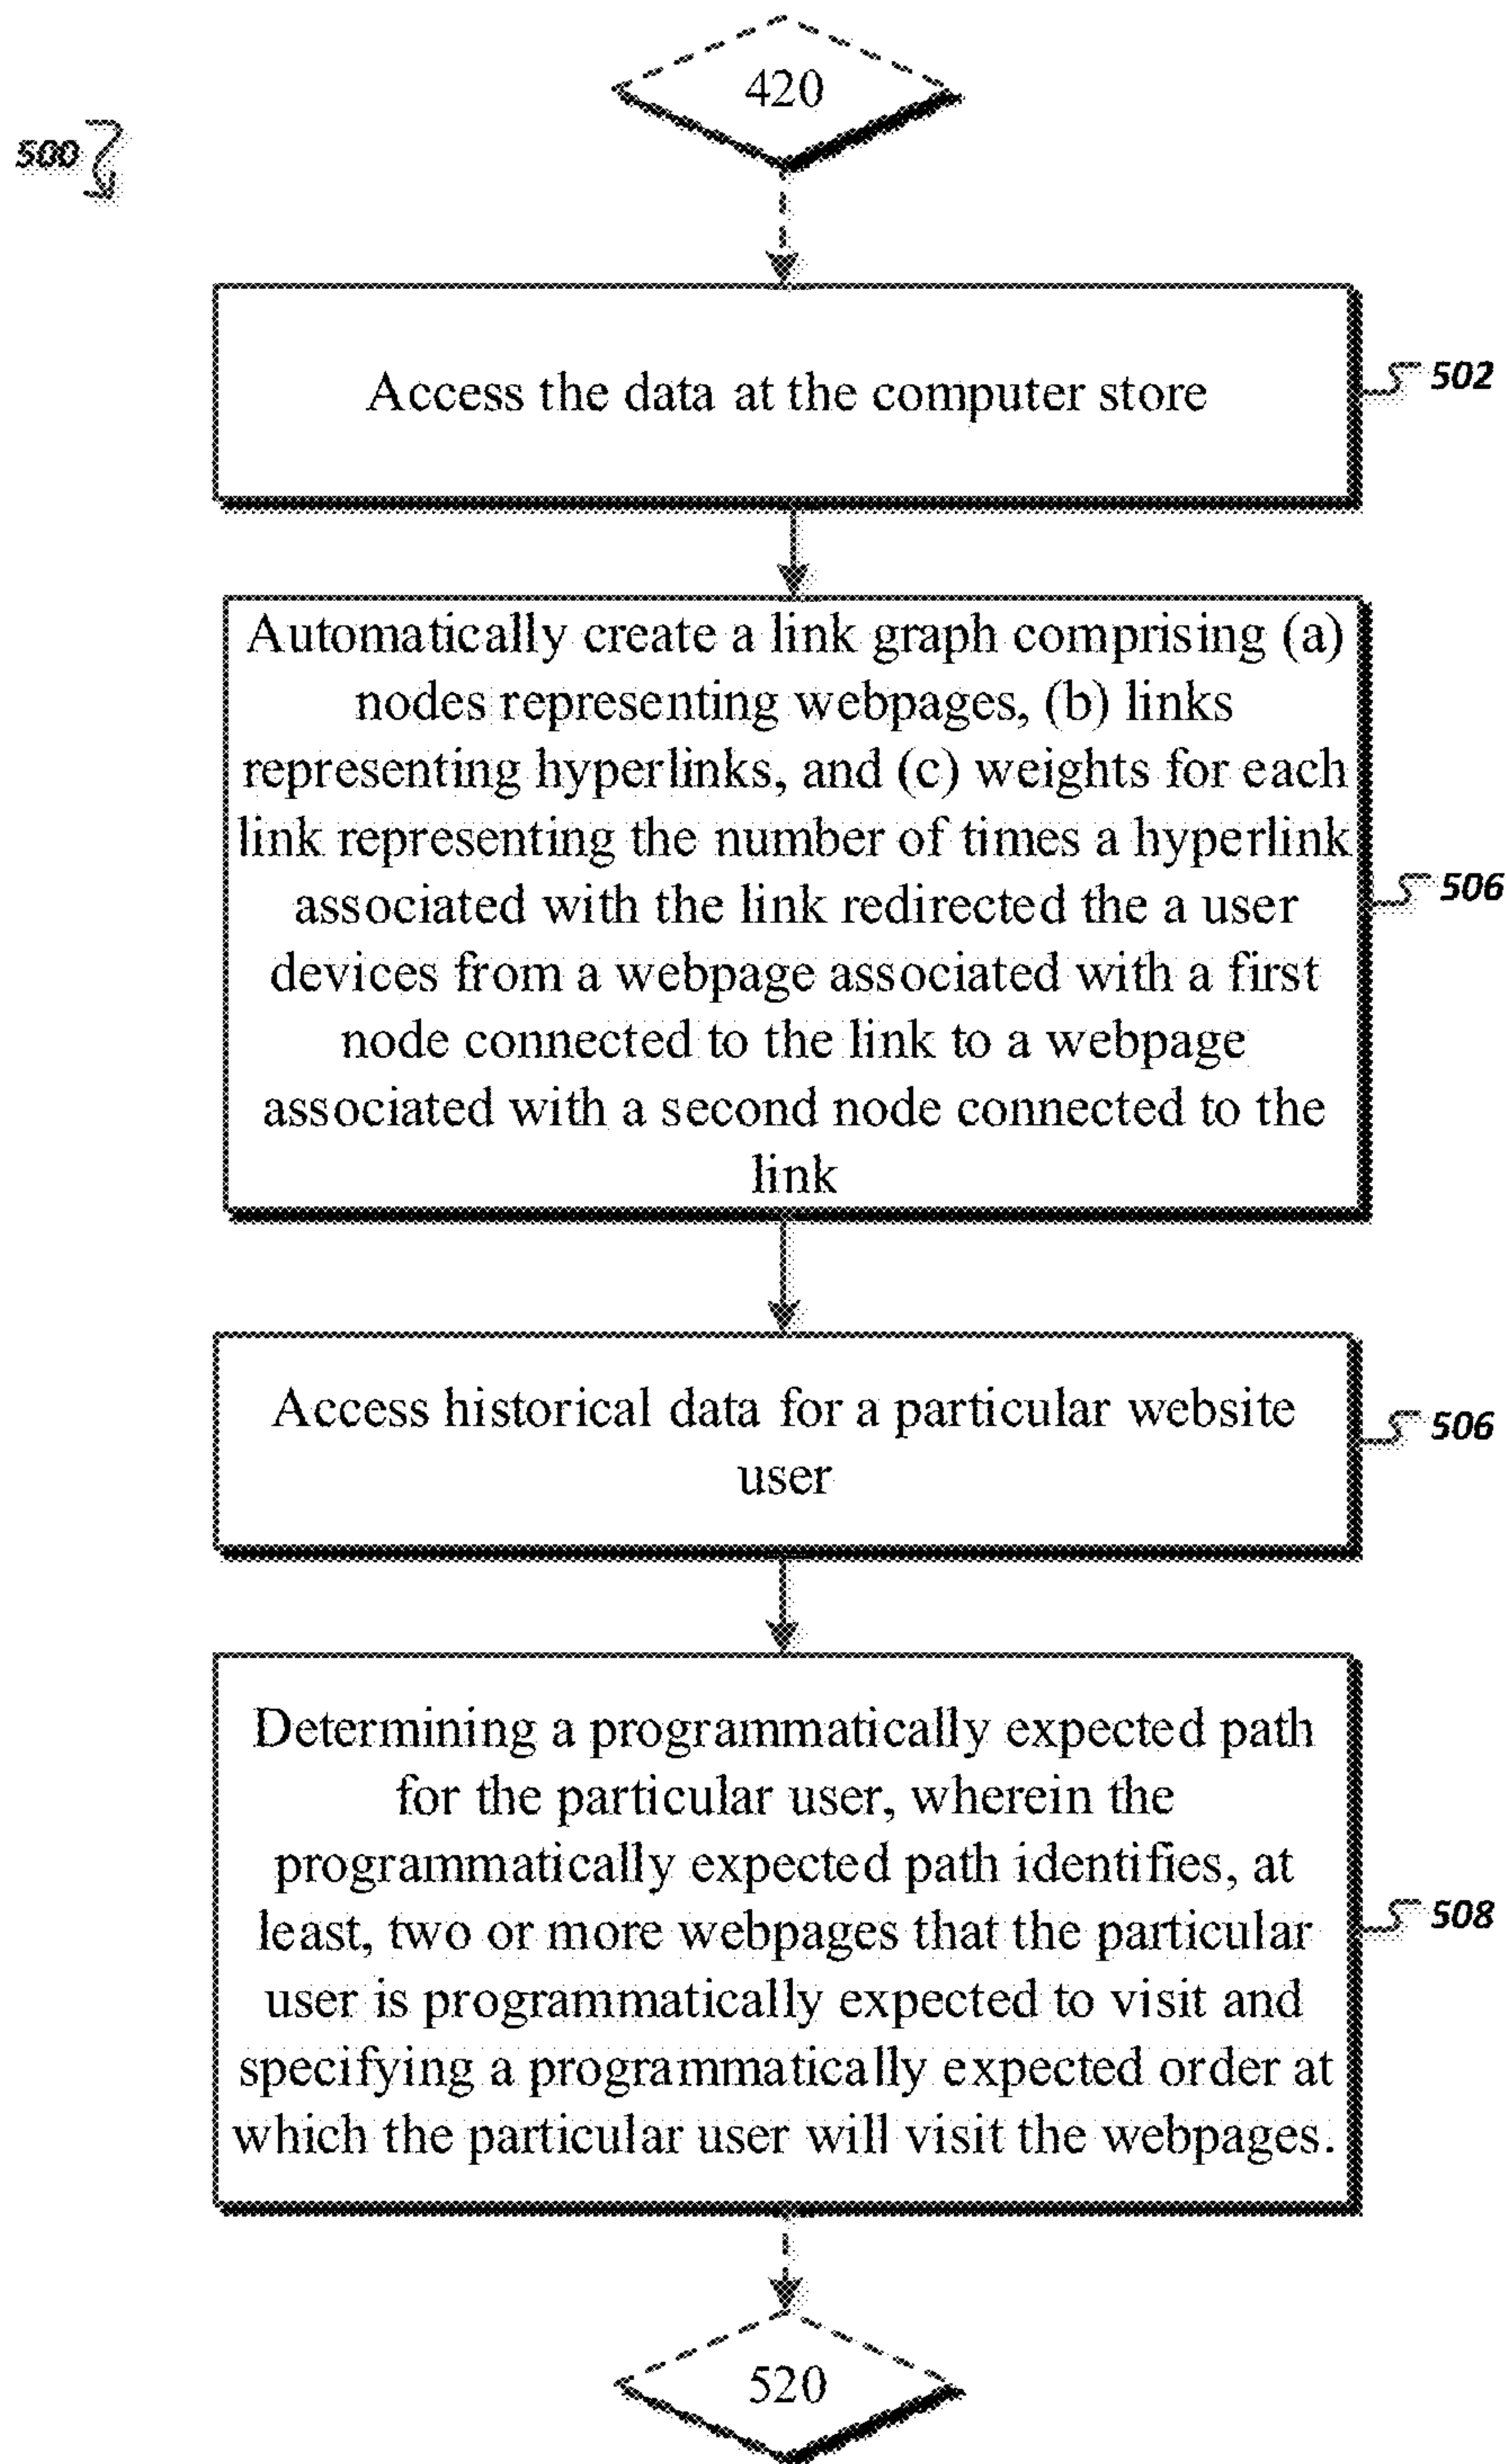 420
500
Access the data at the computer store
502
Automatically create a link graph comprising (a)
nodes representing webpages, (b) links
representing hyperlinks, and (c) weights for each
link representing the number of times a hyperlink
associated with the link redirected the a user
devices from a webpage associated with a first
node connected to the link to a webpage
associated with a second node connected to the
link
506
Access historical data for a particular website
user
506
Determining a programmatically expected path
for the particular user, wherein the
programmatically expected path identifies, at
least, two or more webpages that the particular
user is programmatically expected to visit and
specifying a programmatically expected order at
which the particular user will visit the webpages.
508
520